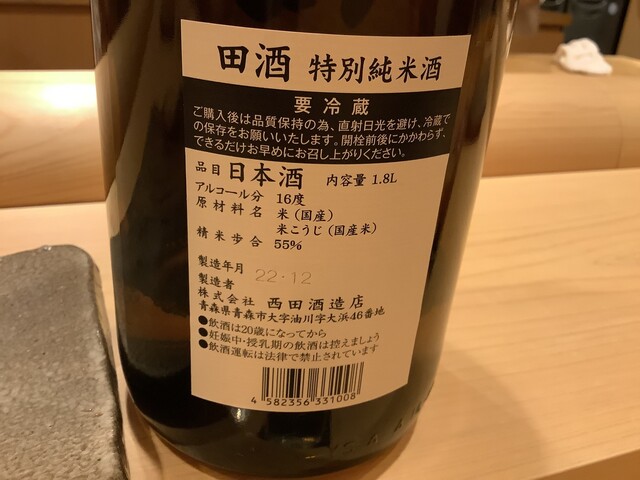 田酒 特別純米酒
要冷蔵
ご購入後は品質保持の為、直射日光を避け、冷蔵で
の保存をお願いいたします。開栓前後にかかわらず、
できるだけお早めにお召し上がりください。
品目 日本酒 内容量 1.8L
アルコール分 16度
原材料名 米(国産)
米こうじ(国産米)
精米歩合 55%
製造年月 22・12
製造者
株式会社 西田酒造店
青森県青森市大字油川字大浜46番地
●飲酒は20歳になってから
●妊娠中・授乳期の飲酒は控えましょう
●飲酒運転は法律で禁止されています
4 582356 331008